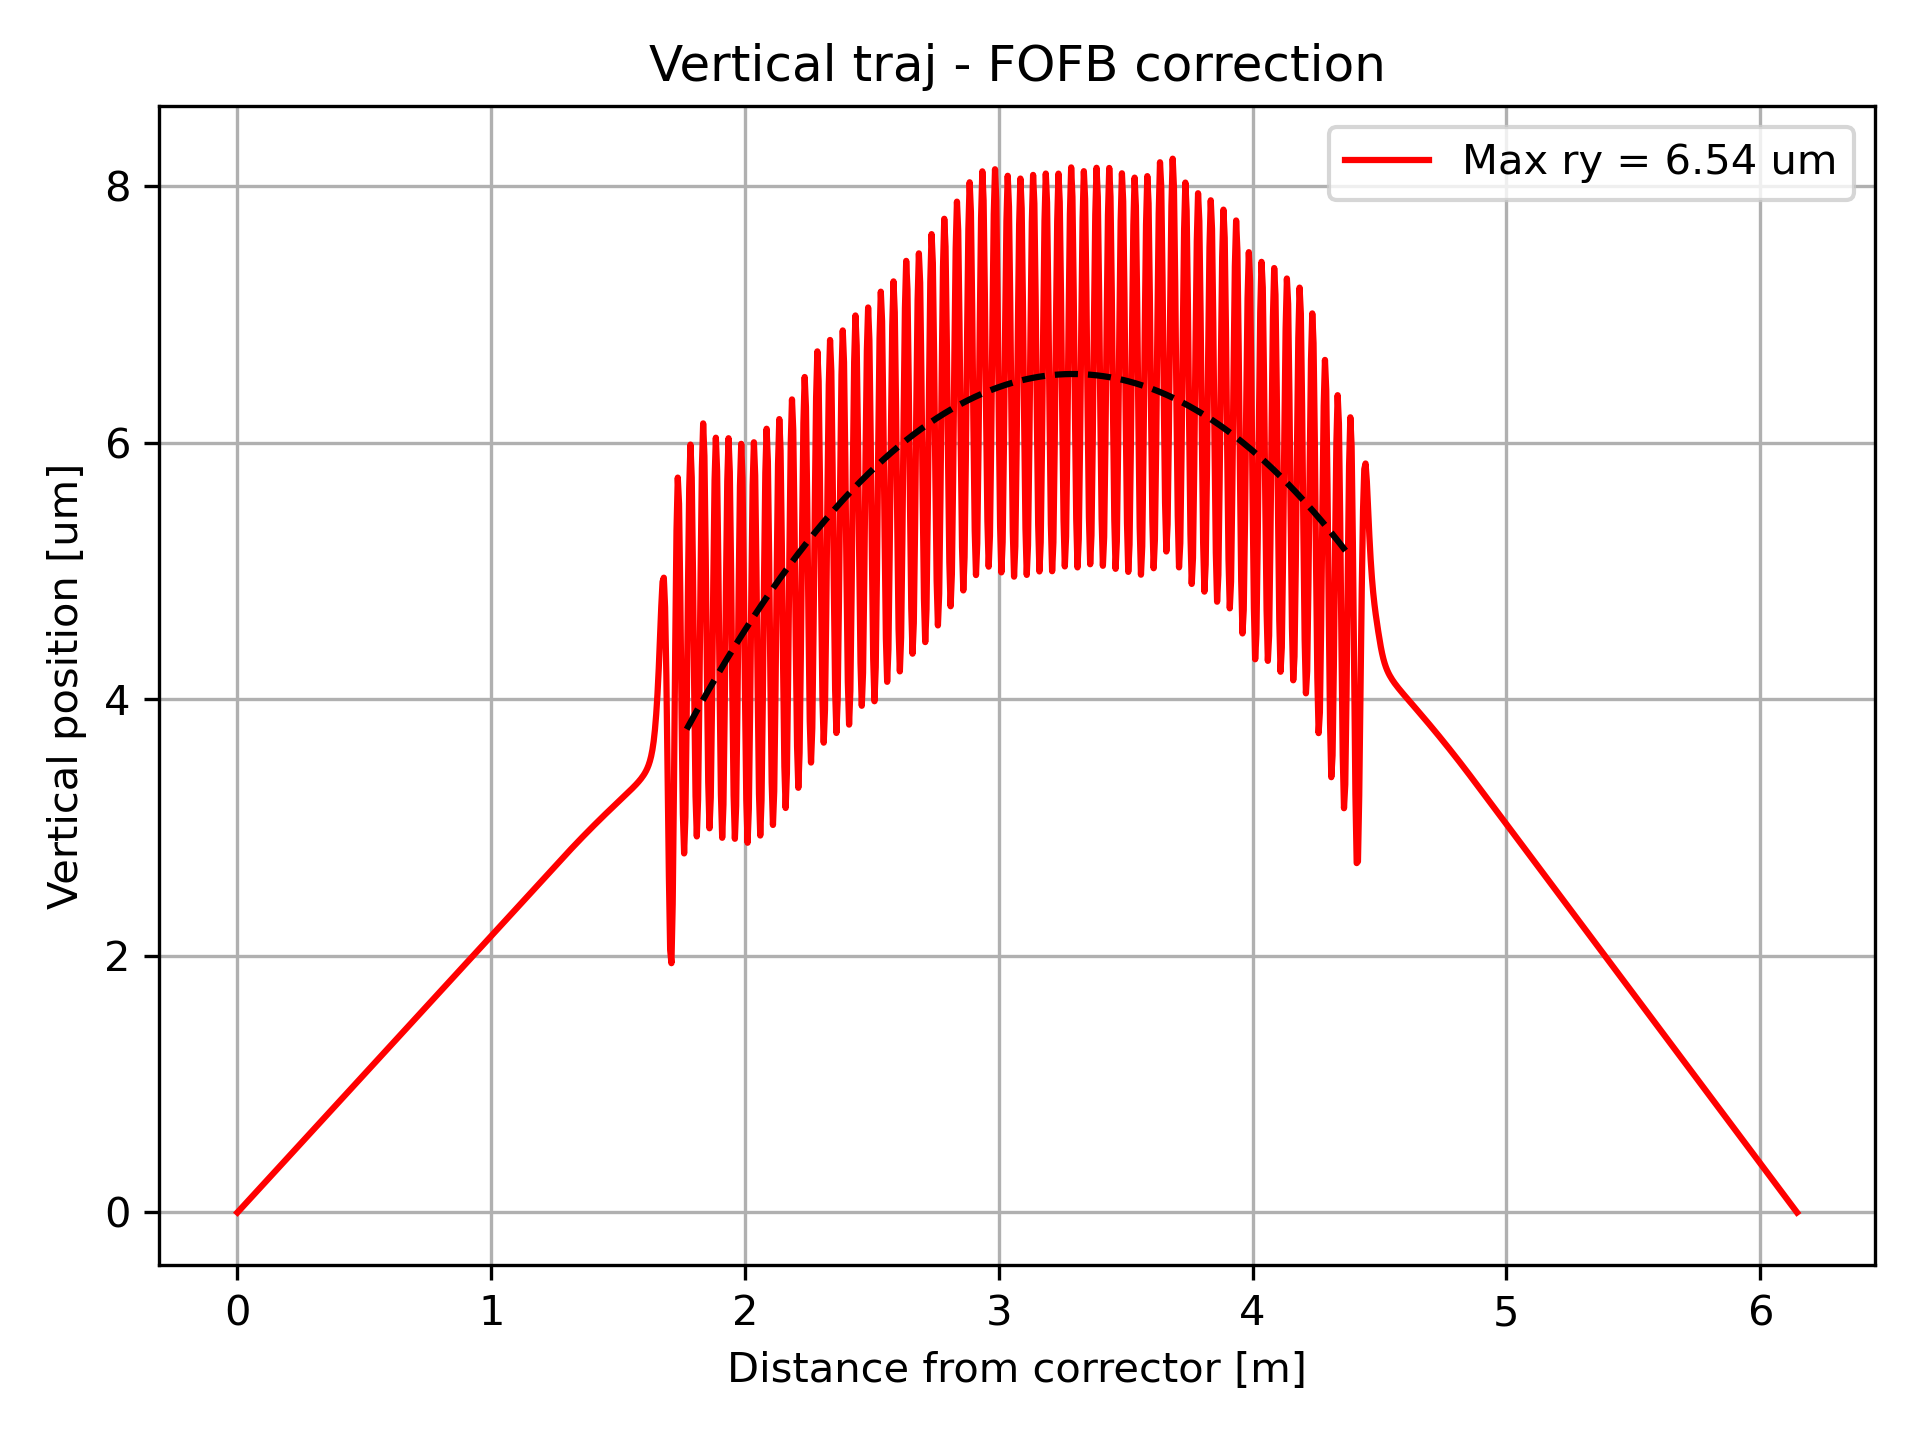 Vertical traj - FOFB correction
Max ry = 6.54 um
Vertical position [um]
8
6
4
2
0
0 1 2 3 4 5 6
Distance from corrector [m]